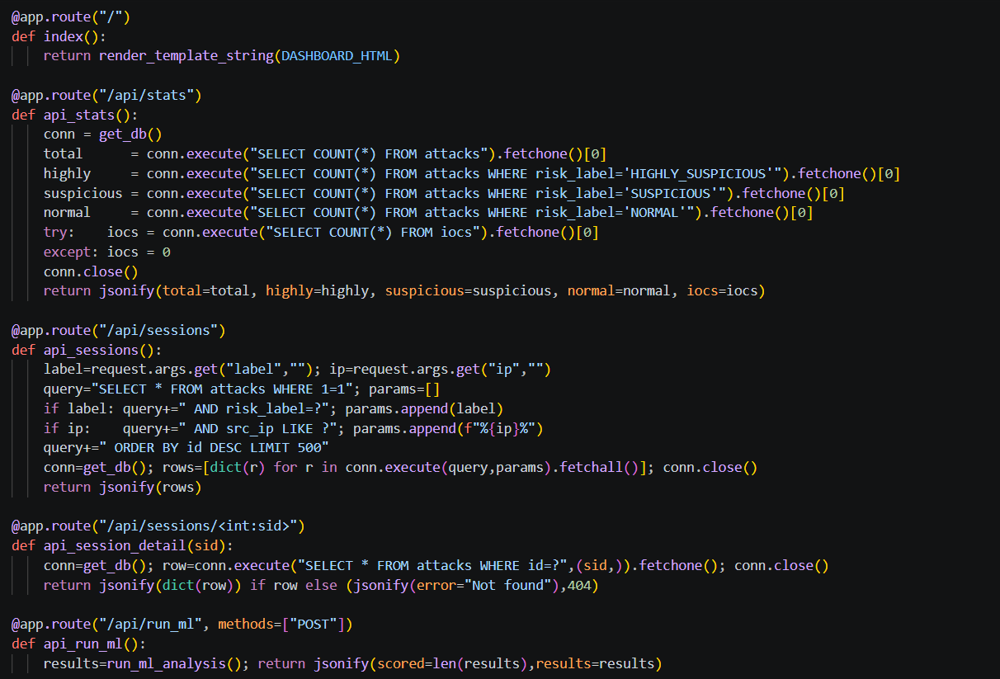 @app.route("/")
def index():
    return render_template_string(DASHBOARD_HTML)

@app.route("/api/stats")
def api_stats():
    conn = get_db()
    total      = conn.execute("SELECT COUNT(*) FROM attacks").fetchone()[0]
    highly     = conn.execute("SELECT COUNT(*) FROM attacks WHERE risk_label='HIGHLY_SUSPICIOUS'").fetchone()[0]
    suspicious = conn.execute("SELECT COUNT(*) FROM attacks WHERE risk_label='SUSPICIOUS'").fetchone()[0]
    normal     = conn.execute("SELECT COUNT(*) FROM attacks WHERE risk_label='NORMAL'").fetchone()[0]
    try:    iocs = conn.execute("SELECT COUNT(*) FROM iocs").fetchone()[0]
    except: iocs = 0
    conn.close()
    return jsonify(total=total, highly=highly, suspicious=suspicious, normal=normal, iocs=iocs)

@app.route("/api/sessions")
def api_sessions():
    label=request.args.get("label",""); ip=request.args.get("ip","")
    query="SELECT * FROM attacks WHERE 1=1"; params=[]
    if label: query+=" AND risk_label=?"; params.append(label)
    if ip:    query+=" AND src_ip LIKE ?"; params.append(f"%{ip}%")
    query+=" ORDER BY id DESC LIMIT 500"
    conn=get_db(); rows=[dict(r) for r in conn.execute(query,params).fetchall()]; conn.close()
    return jsonify(rows)

@app.route("/api/sessions/<int:sid>")
def api_session_detail(sid):
    conn=get_db(); row=conn.execute("SELECT * FROM attacks WHERE id=?",(sid,)).fetchone(); conn.close()
    return jsonify(dict(row)) if row else (jsonify(error="Not found"),404)

@app.route("/api/run_ml", methods=["POST"])
def api_run_ml():
    results=run_ml_analysis(); return jsonify(scored=len(results),results=results)